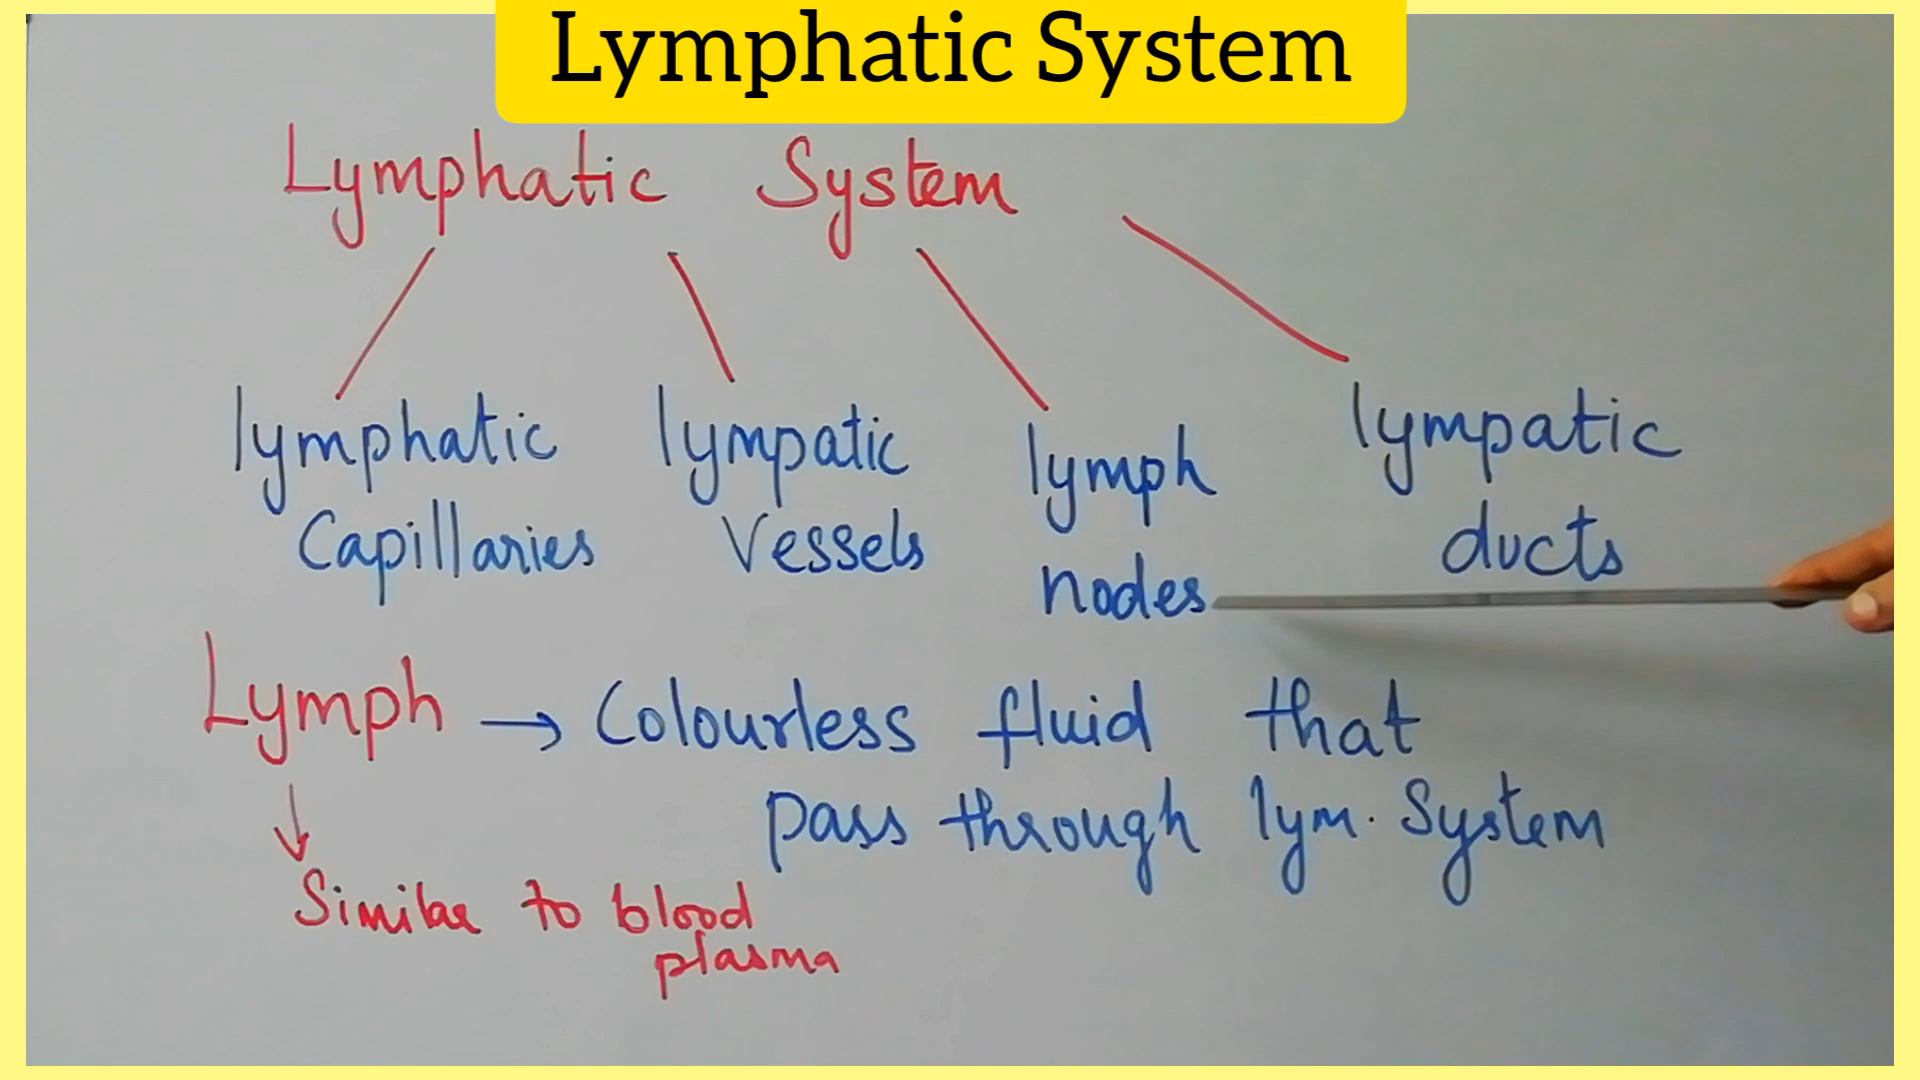 Lymphatic System
Lymphatic System
lymphatic
Capillaries
lympatic
Vessels
lymph
nodes
lympatic
ducts
Lymph → Colourless fluid that
pass through lym. System
Similar to blood
plasma